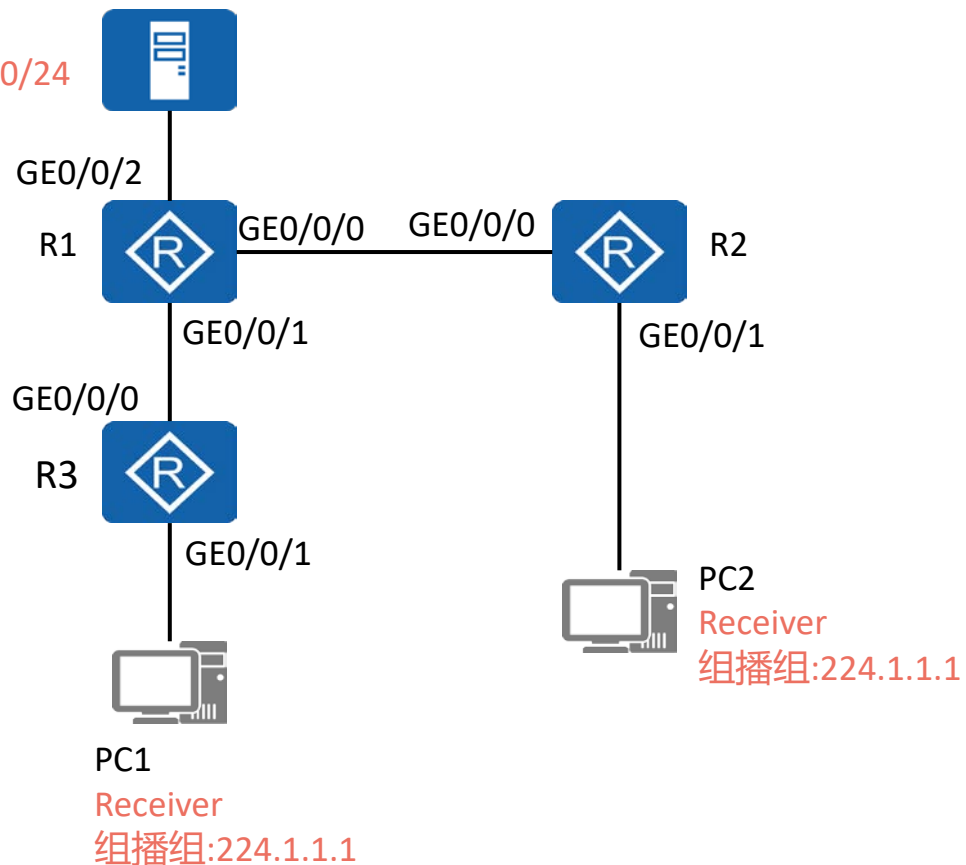 0/24
GE0/0/2
R1
GE0/0/0
GE0/0/0
R2
GE0/0/1
GE0/0/1
GE0/0/0
R3
GE0/0/1
PC2
Receiver
组播组:224.1.1.1
PC1
Receiver
组播组:224.1.1.1